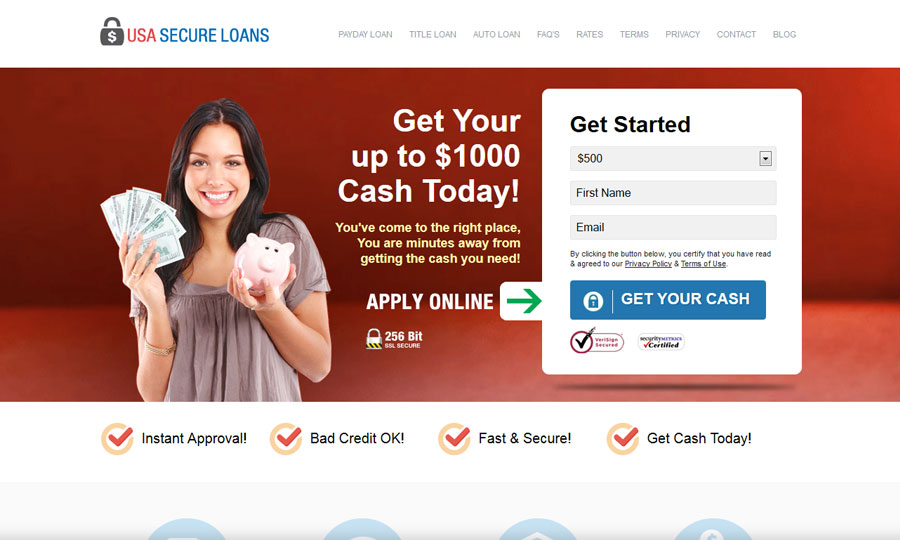 USA SECURE LOANS
PAYDAY LOAN TITLE LOAN AUTO LOAN FAQ'S RATES TERMS PRIVACY CONTACT BLOG
Get Your
up to $1000
Cash Today!
You've come to the right place,
You are minutes away from
getting the cash you need!
APPLY ONLINE
256 Bit
SSL SECURE
Get Started
$500
First Name
Email
By clicking the button below, you certify that you have read
& agreed to our Privacy Policy & Terms of Use.
GET YOUR CASH
VeriSign
Secured
securityMETRICS
Certified
Instant Approval!
Bad Credit OK!
Fast & Secure!
Get Cash Today!